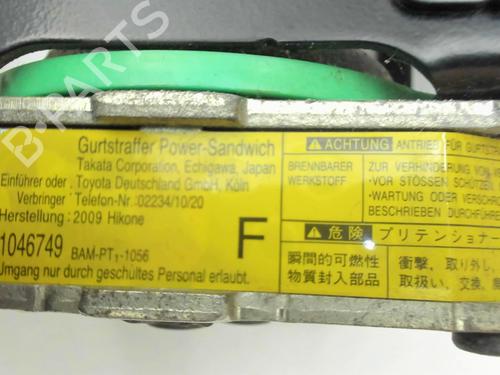 Gurtstraffer Power-Sandwich
Takata Corporation, Echigawa, Japan
Einführer oder . Toyota Deutschland GmbH, Köln
Verbringer : Telefon-Nr.:02234/10/20
Herstellung : 2009 Hikone
1046749 BAM-PT1-1056
F
Umgang nur durch geschultes Personal erlaubt.
ACHTUNG ANTRIEB FÜR
BRENNBARER
WERKSTOFF
ZUR VERHINDERUNG VON
-VOR STÖSSEN SCHÜTZEN
-WARTUNG ODER
BESCHRIEBEN DURCHFÜH
危険 プリテンショナー
瞬間的可燃性
物質封入部品
衝撃, 取り外し,
取扱い, 交換,
B-PARTS